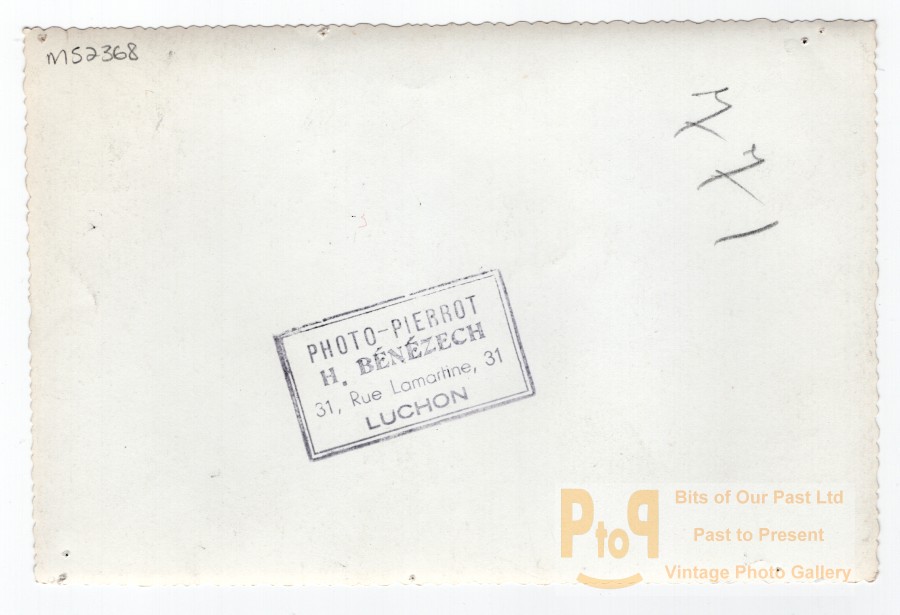 M52368
PHOTO-PIERROT
H. BÉNÉZECH
31, Rue Lamartine, 31
LUCHON
PtoP
Bits of Our Past Ltd
Past to Present
Vintage Photo Gallery